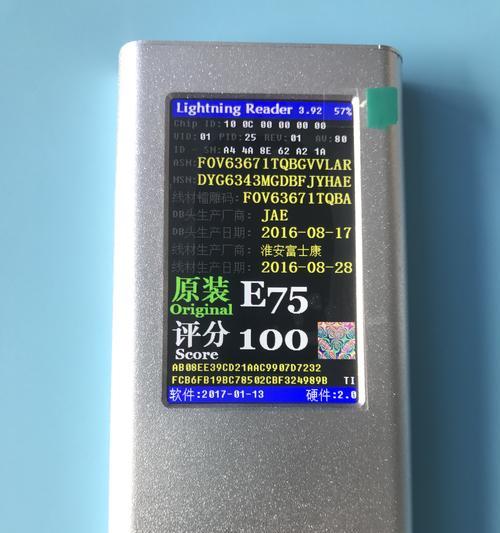 Lightning Reader 3.92 57%
Chip ID: 10 0C 00 00 00 00
VID:01 PID:25 REV:01 AV:80
ID - SN: A4 4A 8E 62 A2 1A
ASN:F0V63671TQBGVVLAR
MSN:DYG6343MGDBFJYHAE
线材镭雕码: F0V63671TQBA
DB头生产厂商: JAE
DB头生产日期: 2016-08-17
线材生产厂商: 淮安富士康
线材生产日期: 2016-08-28
原装 E75
Original
评分 100
Score
AB08EE39CD21AAC9907D7232
FCB6FB19BC78502CBF324989B TI
软件:2017-01-13 硬件:2.0